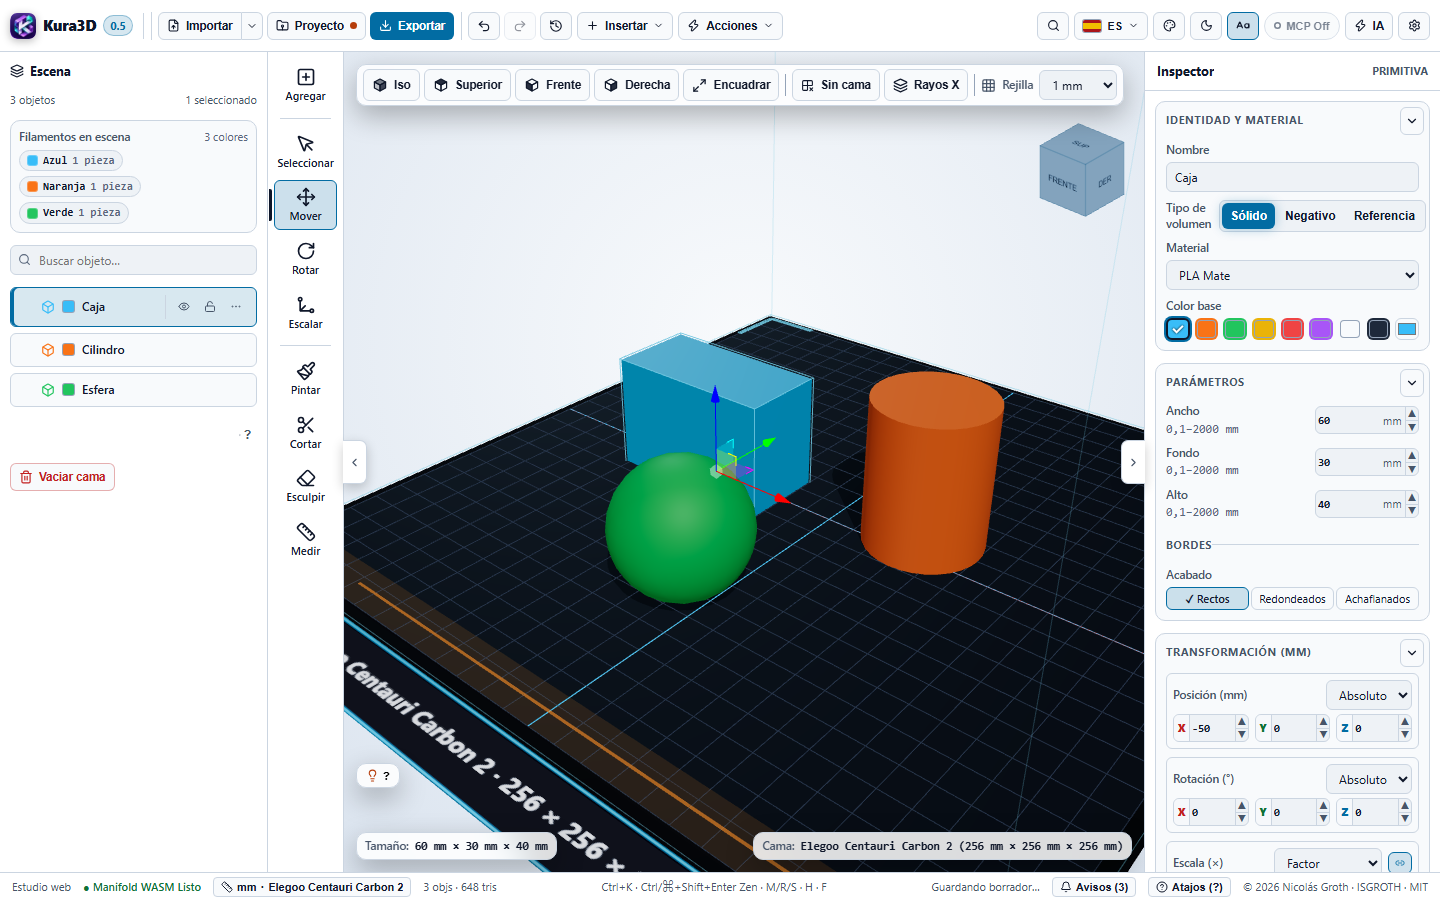 Kura3D 0.5 Importar Proyecto Exportar Insertar Acciones ES Aa MCP Off IA
Escena
3 objetos 1 seleccionado
Filamentos en escena 3 colores
Azul 1 pieza
Naranja 1 pieza
Verde 1 pieza
Buscar objeto...
Caja
Cilindro
Esfera
· ?
Vaciar cama
Agregar
Seleccionar
Mover
Rotar
Escalar
Pintar
Cortar
Esculpir
Medir
Iso Superior Frente Derecha Encuadrar Sin cama Rayos X Rejilla 1 mm
SUP
FRENTE DER
Centauri Carbon 2 · 256 × 256 ×
?
Tamaño: 60 mm × 30 mm × 40 mm
Cama: Elegoo Centauri Carbon 2 (256 mm × 256 mm × 256 mm)
Inspector PRIMITIVA
IDENTIDAD Y MATERIAL
Nombre
Caja
Tipo de volumen Sólido Negativo Referencia
Material
PLA Mate
Color base
PARÁMETROS
Ancho
0,1–2000 mm
60 mm
Fondo
0,1–2000 mm
30 mm
Alto
0,1–2000 mm
40 mm
BORDES
Acabado
✓ Rectos Redondeados Achaflanados
TRANSFORMACIÓN (MM)
Posición (mm) Absoluto
X -50 Y 0 Z 0
Rotación (°) Absoluto
X 0 Y 0 Z 0
Escala (×) Factor
Estudio web ● Manifold WASM Listo mm · Elegoo Centauri Carbon 2 3 objs · 648 tris Ctrl+K · Ctrl/⌘+Shift+Enter Zen · M/R/S · H · F Guardando borrador... Avisos (3) Atajos (?) © 2026 Nicolás Groth · ISGROTH · MIT